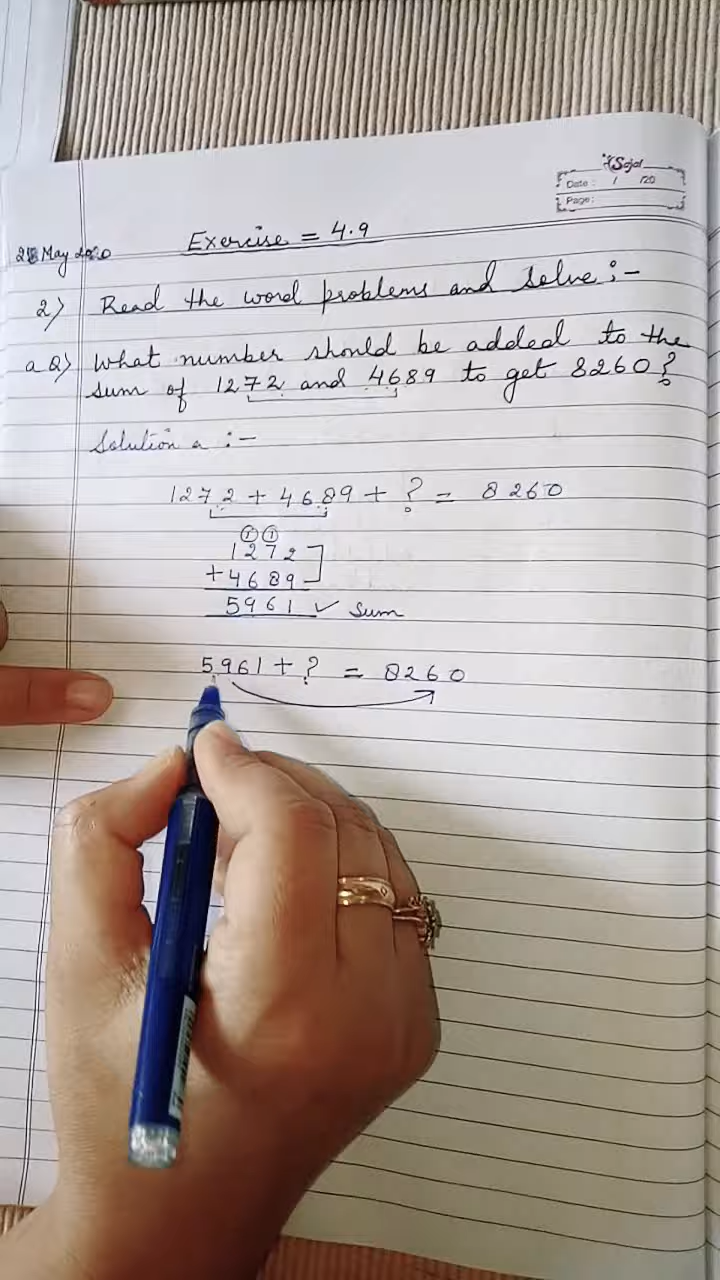 Sajal
Date : / /20
Page:
Exercise = 4.9
May 2020
2) Read the word problems and solve :-
a Q) What number should be added to the
sum of 1272 and 4689 to get 8260?
Solution a :-
1272 + 4689 + ? = 8260
1 1
1272
+4689
5961 ✓ Sum
5961 + ? = 8260